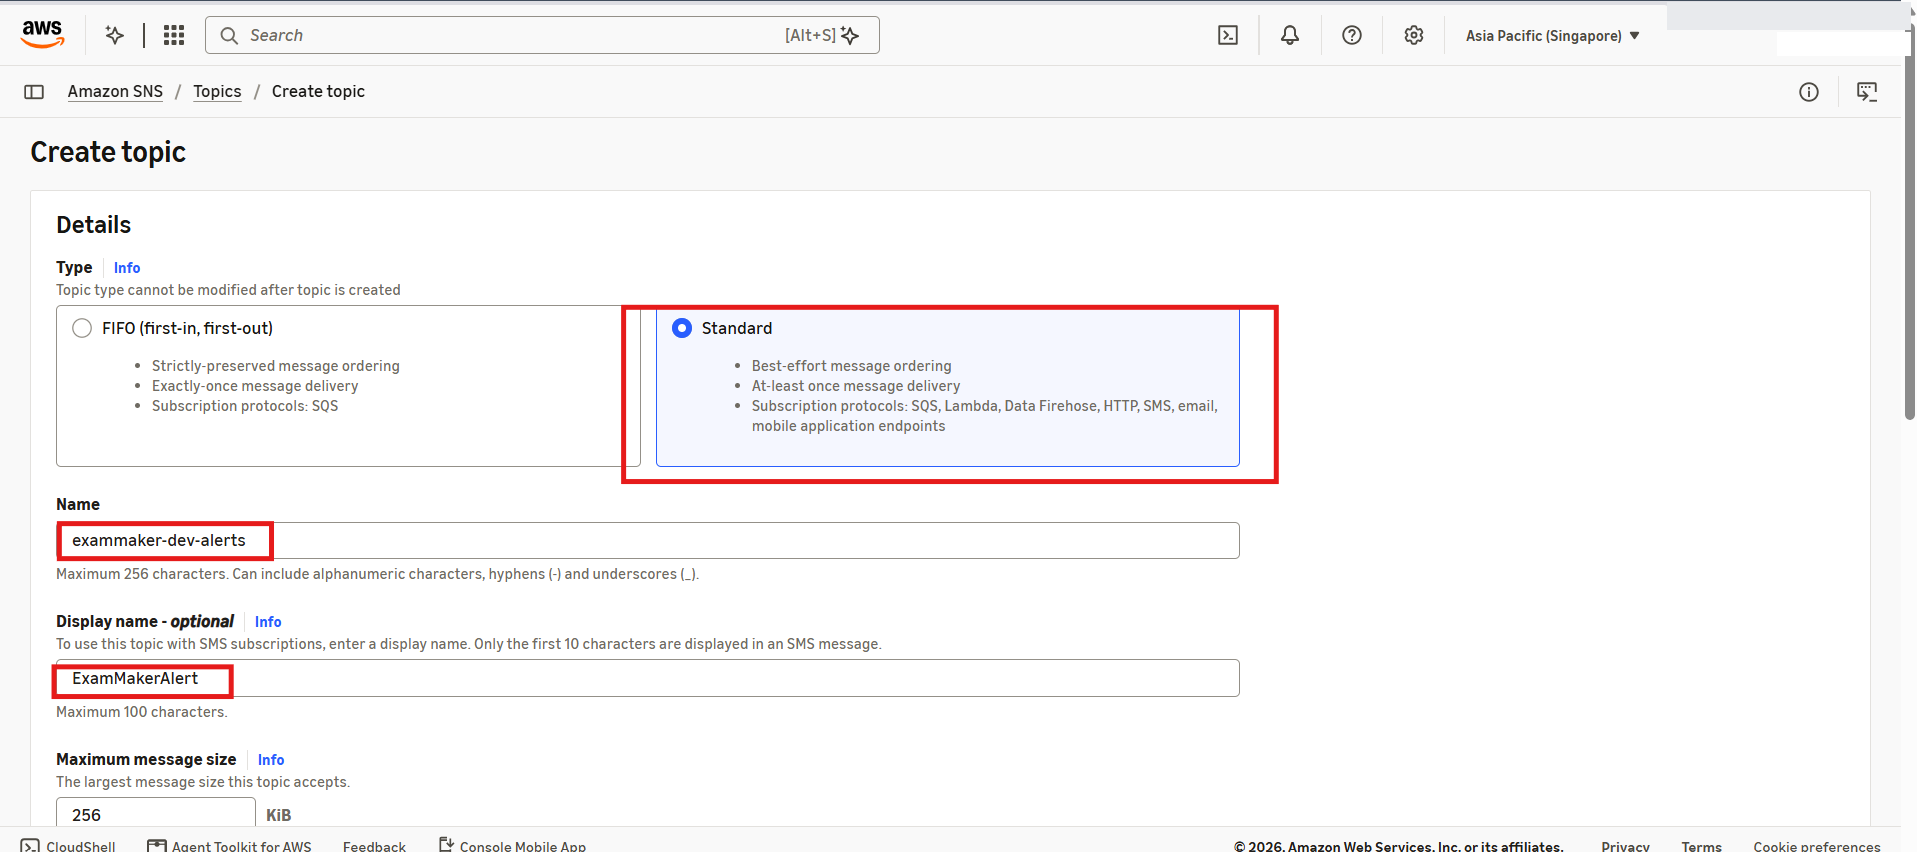 aws
Search [Alt+S]
Asia Pacific (Singapore)
Amazon SNS / Topics / Create topic
Create topic
Details
Type Info
Topic type cannot be modified after topic is created
FIFO (first-in, first-out)
• Strictly-preserved message ordering
• Exactly-once message delivery
• Subscription protocols: SQS
Standard
• Best-effort message ordering
• At-least once message delivery
• Subscription protocols: SQS, Lambda, Data Firehose, HTTP, SMS, email,
mobile application endpoints
Name
exammaker-dev-alerts
Maximum 256 characters. Can include alphanumeric characters, hyphens (-) and underscores (_).
Display name - optional Info
To use this topic with SMS subscriptions, enter a display name. Only the first 10 characters are displayed in an SMS message.
ExamMakerAlert
Maximum 100 characters.
Maximum message size Info
The largest message size this topic accepts.
256 KiB
CloudShell Agent Toolkit for AWS Feedback Console Mobile App © 2026, Amazon Web Services, Inc. or its affiliates. Privacy Terms Cookie preferences